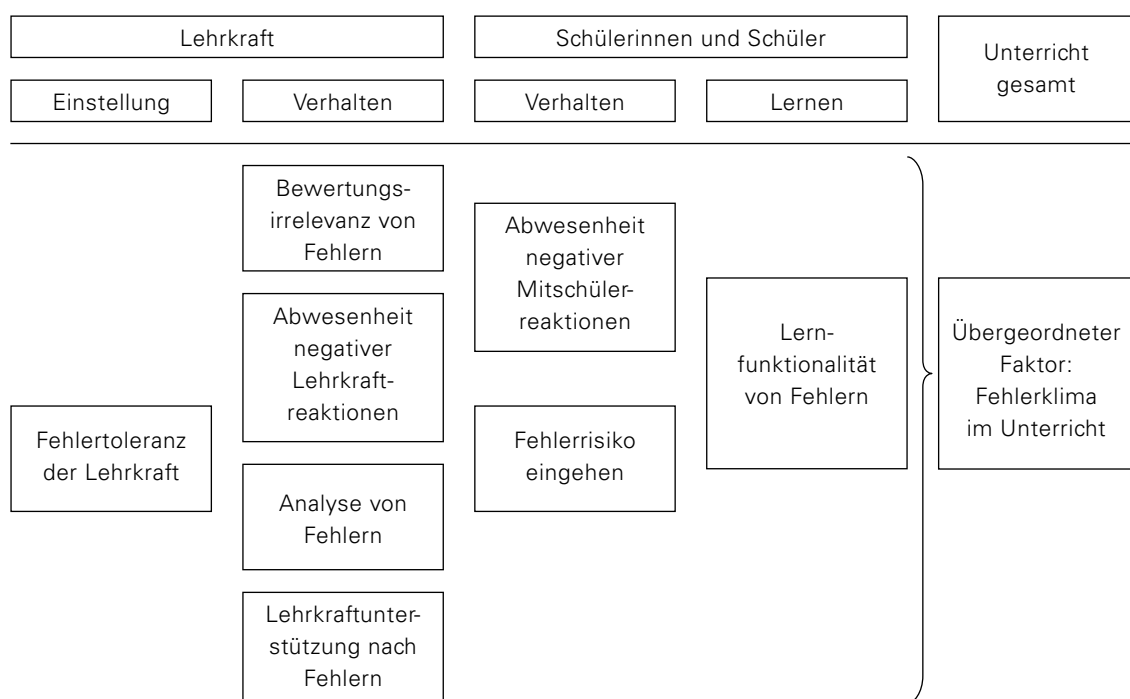 Lehrkraft
Schülerinnen und Schüler
Unterricht
gesamt
Einstellung
Verhalten
Verhalten
Lernen
Fehlertoleranz
der Lehrkraft
Bewertungs-
irrelevanz von
Fehlern
Abwesenheit
negativer
Lehrkraft-
reaktionen
Analyse von
Fehlern
Lehrkraftunter-
stützung nach
Fehlern
Abwesenheit
negativer
Mitschüler-
reaktionen
Fehlerrisiko
eingehen
Lern-
funktionalität
von Fehlern
Übergeordneter
Faktor:
Fehlerklima
im Unterricht